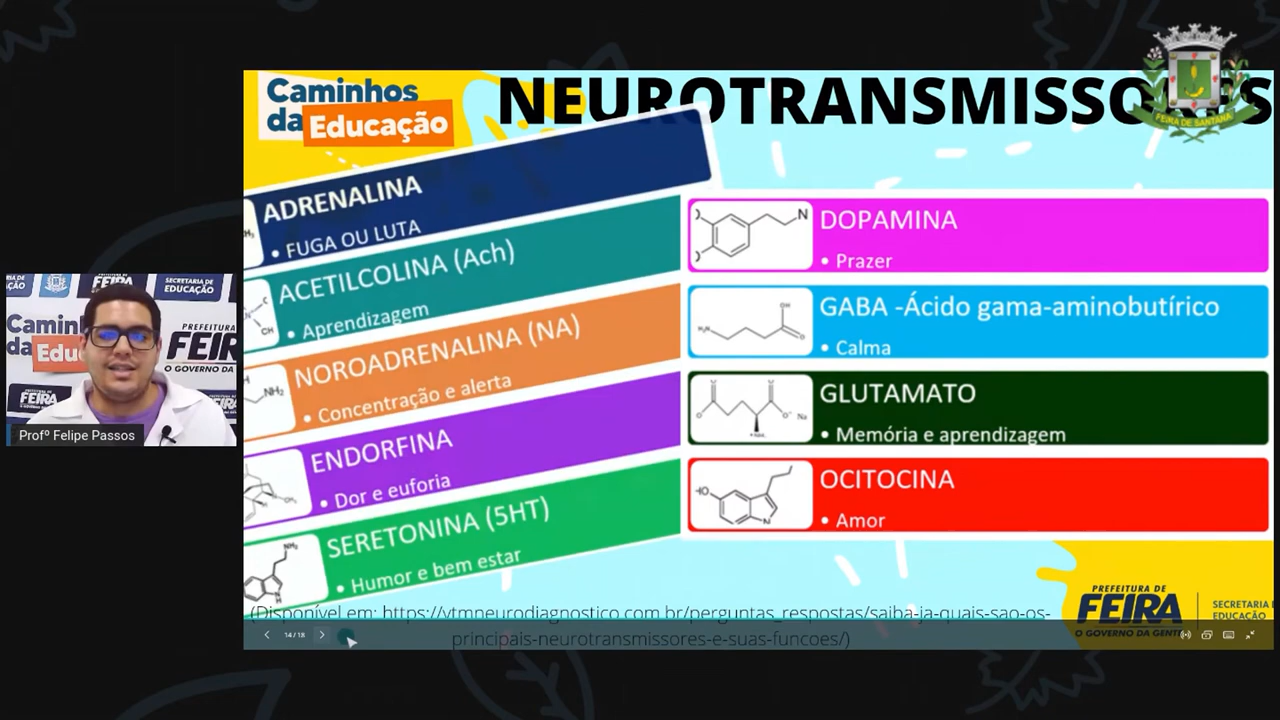 Caminhos
da Educação
NEUROTRANSMISSORES
FEIRA DE SANTANA
ADRENALINA
• FUGA OU LUTA
ACETILCOLINA (Ach)
• Aprendizagem
NOROADRENALINA (NA)
• Concentração e alerta
ENDORFINA
• Dor e euforia
SERETONINA (5HT)
• Humor e bem estar
DOPAMINA
• Prazer
GABA -Ácido gama-aminobutírico
• Calma
GLUTAMATO
• Memória e aprendizagem
OCITOCINA
• Amor
(Disponível em: https://vtmneurodiagnostico.com.br/perguntas_respostas/saiba-ja-quais-sao-os-
principais-neurotransmissores-e-suas-funcoes/)
14 / 18
PREFEITURA DE
FEIRA
O GOVERNO DA GENTE
SECRETARIA
EDUCAÇÃO
SECRETARIA DE
EDUCAÇÃO
PREFEITURA
FEIRA
O GOVERNO DA
FEIRA
Profº Felipe Passos